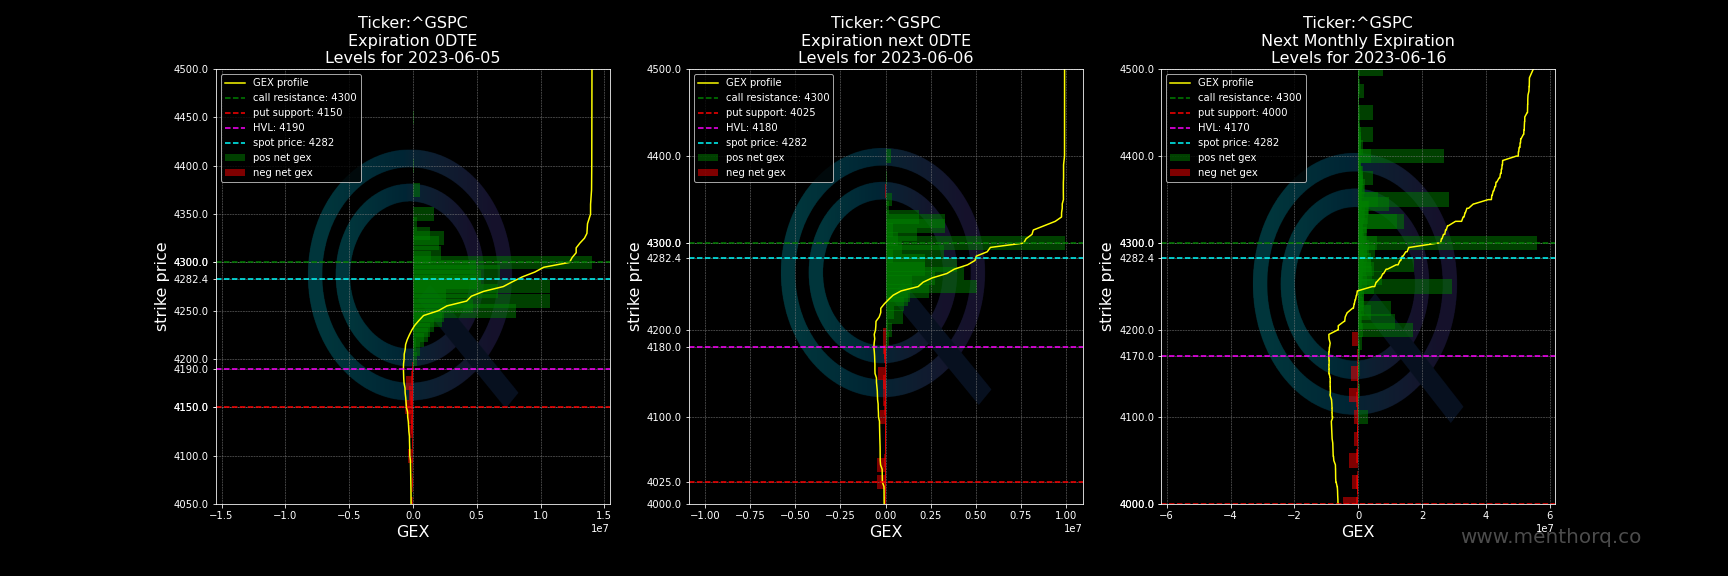 Ticker:^GSPC
Expiration 0DTE
Levels for 2023-06-05
4500.0
4450.0
4400.0
4350.0
4300.0
4282.4
4250.0
4200.0
4190.0
4150.0
4100.0
4050.0
strike price
GEX profile
call resistance: 4300
put support: 4150
HVL: 4190
spot price: 4282
pos net gex
neg net gex
−1.5 −1.0 −0.5 0.0 0.5 1.0 1.5
1e7
GEX
Ticker:^GSPC
Expiration next 0DTE
Levels for 2023-06-06
4500.0
4400.0
4300.0
4282.4
4200.0
4180.0
4100.0
4025.0
4000.0
strike price
GEX profile
call resistance: 4300
put support: 4025
HVL: 4180
spot price: 4282
pos net gex
neg net gex
−1.00 −0.75 −0.50 −0.25 0.00 0.25 0.50 0.75 1.00
1e7
GEX
Ticker:^GSPC
Next Monthly Expiration
Levels for 2023-06-16
4500.0
4400.0
4300.0
4282.4
4200.0
4170.0
4100.0
4000.0
strike price
GEX profile
call resistance: 4300
put support: 4000
HVL: 4170
spot price: 4282
pos net gex
neg net gex
−6 −4 −2 0 2 4 6
1e7
GEX
www.menthorq.co